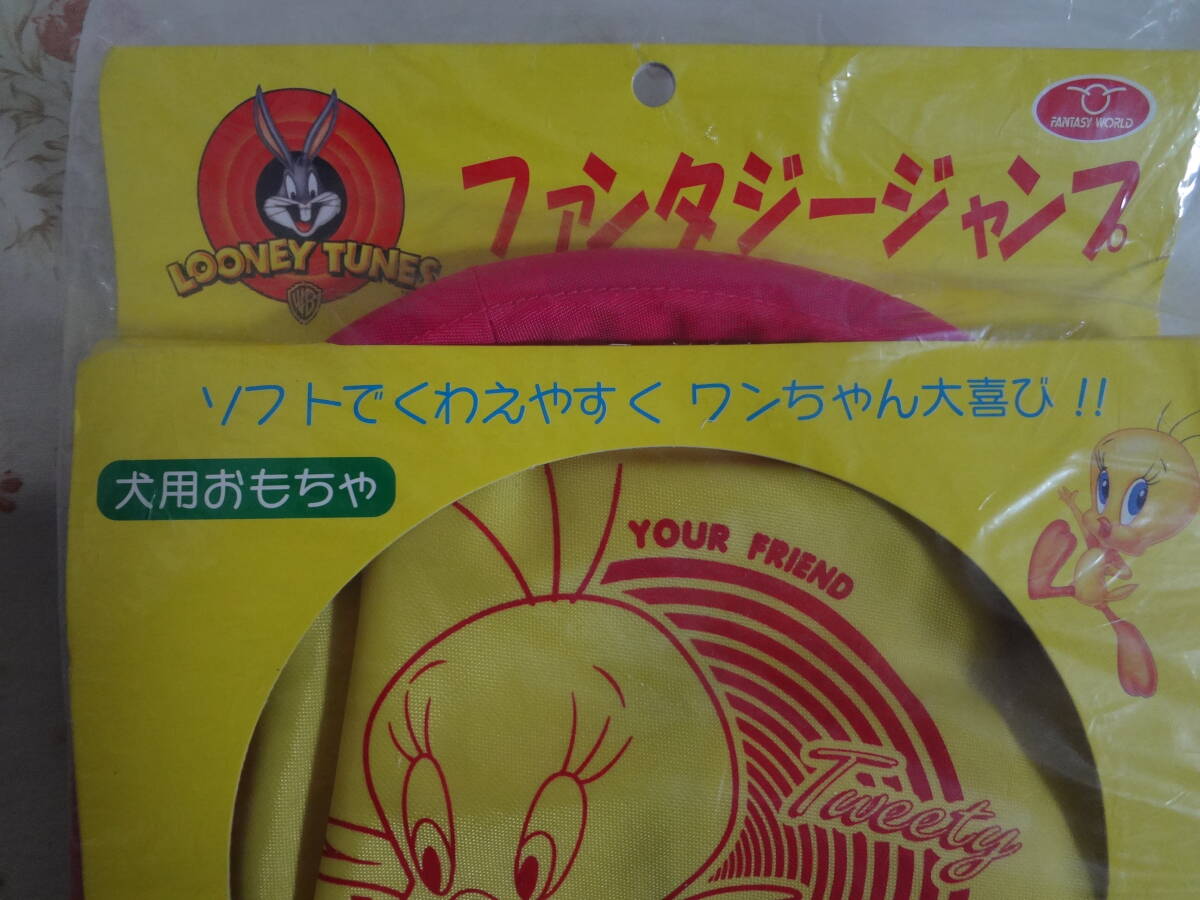 LOONEY TUNES
WB
FANTASY WORLD
ファンタジージャンプ
ソフトでくわえやすく ワンちゃん大喜び!!
犬用おもちゃ
YOUR FRIEND
Tweety